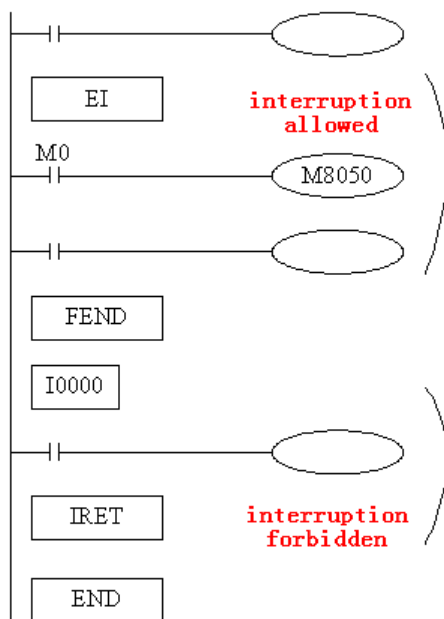 EI
interruption
allowed
M0
M8050
FEND
I0000
IRET
interruption
forbidden
END